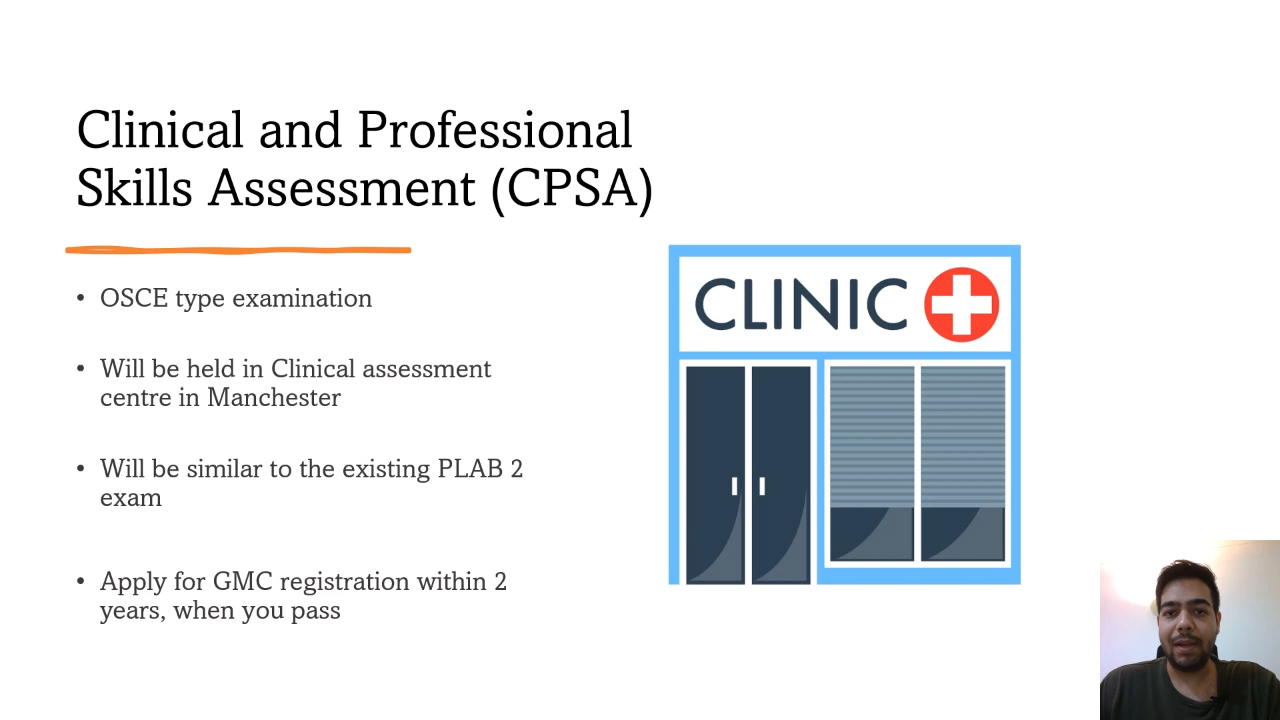 Clinical and Professional
Skills Assessment (CPSA)
• OSCE type examination
• Will be held in Clinical assessment
centre in Manchester
• Will be similar to the existing PLAB 2
exam
• Apply for GMC registration within 2
years, when you pass
CLINIC